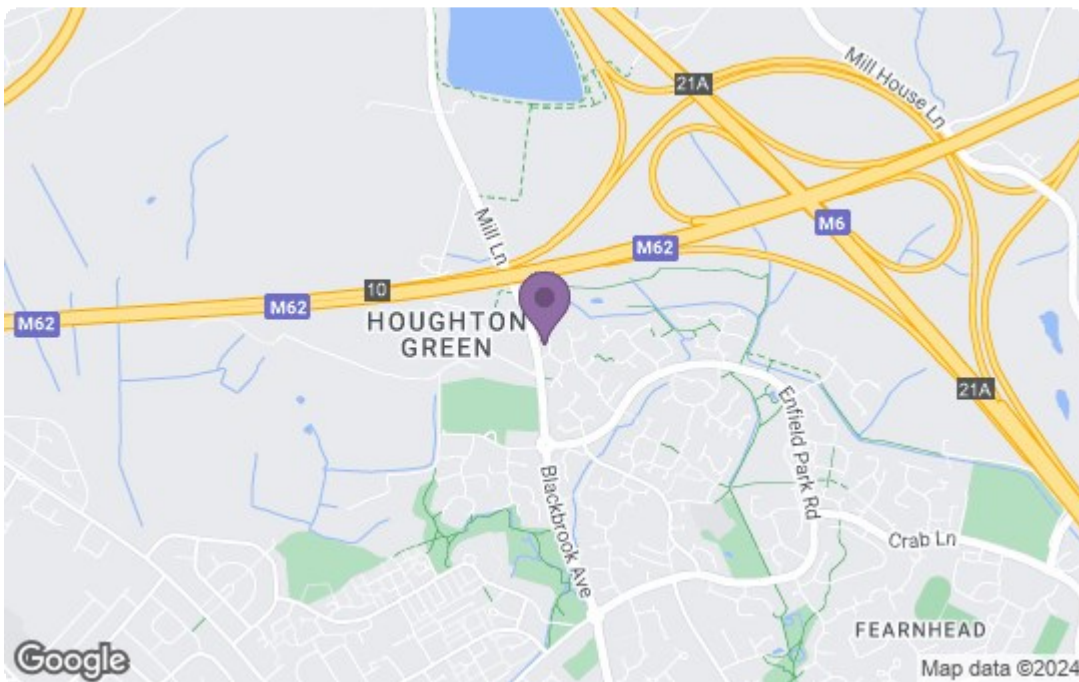 21A
Mill House Ln
M6
Mill Ln
M62
10
M62
M62
HOUGHTON
GREEN
21A
Enfield Park Rd
Blackbrook Ave
Crab Ln
FEARNHEAD
Google
Map data ©2024